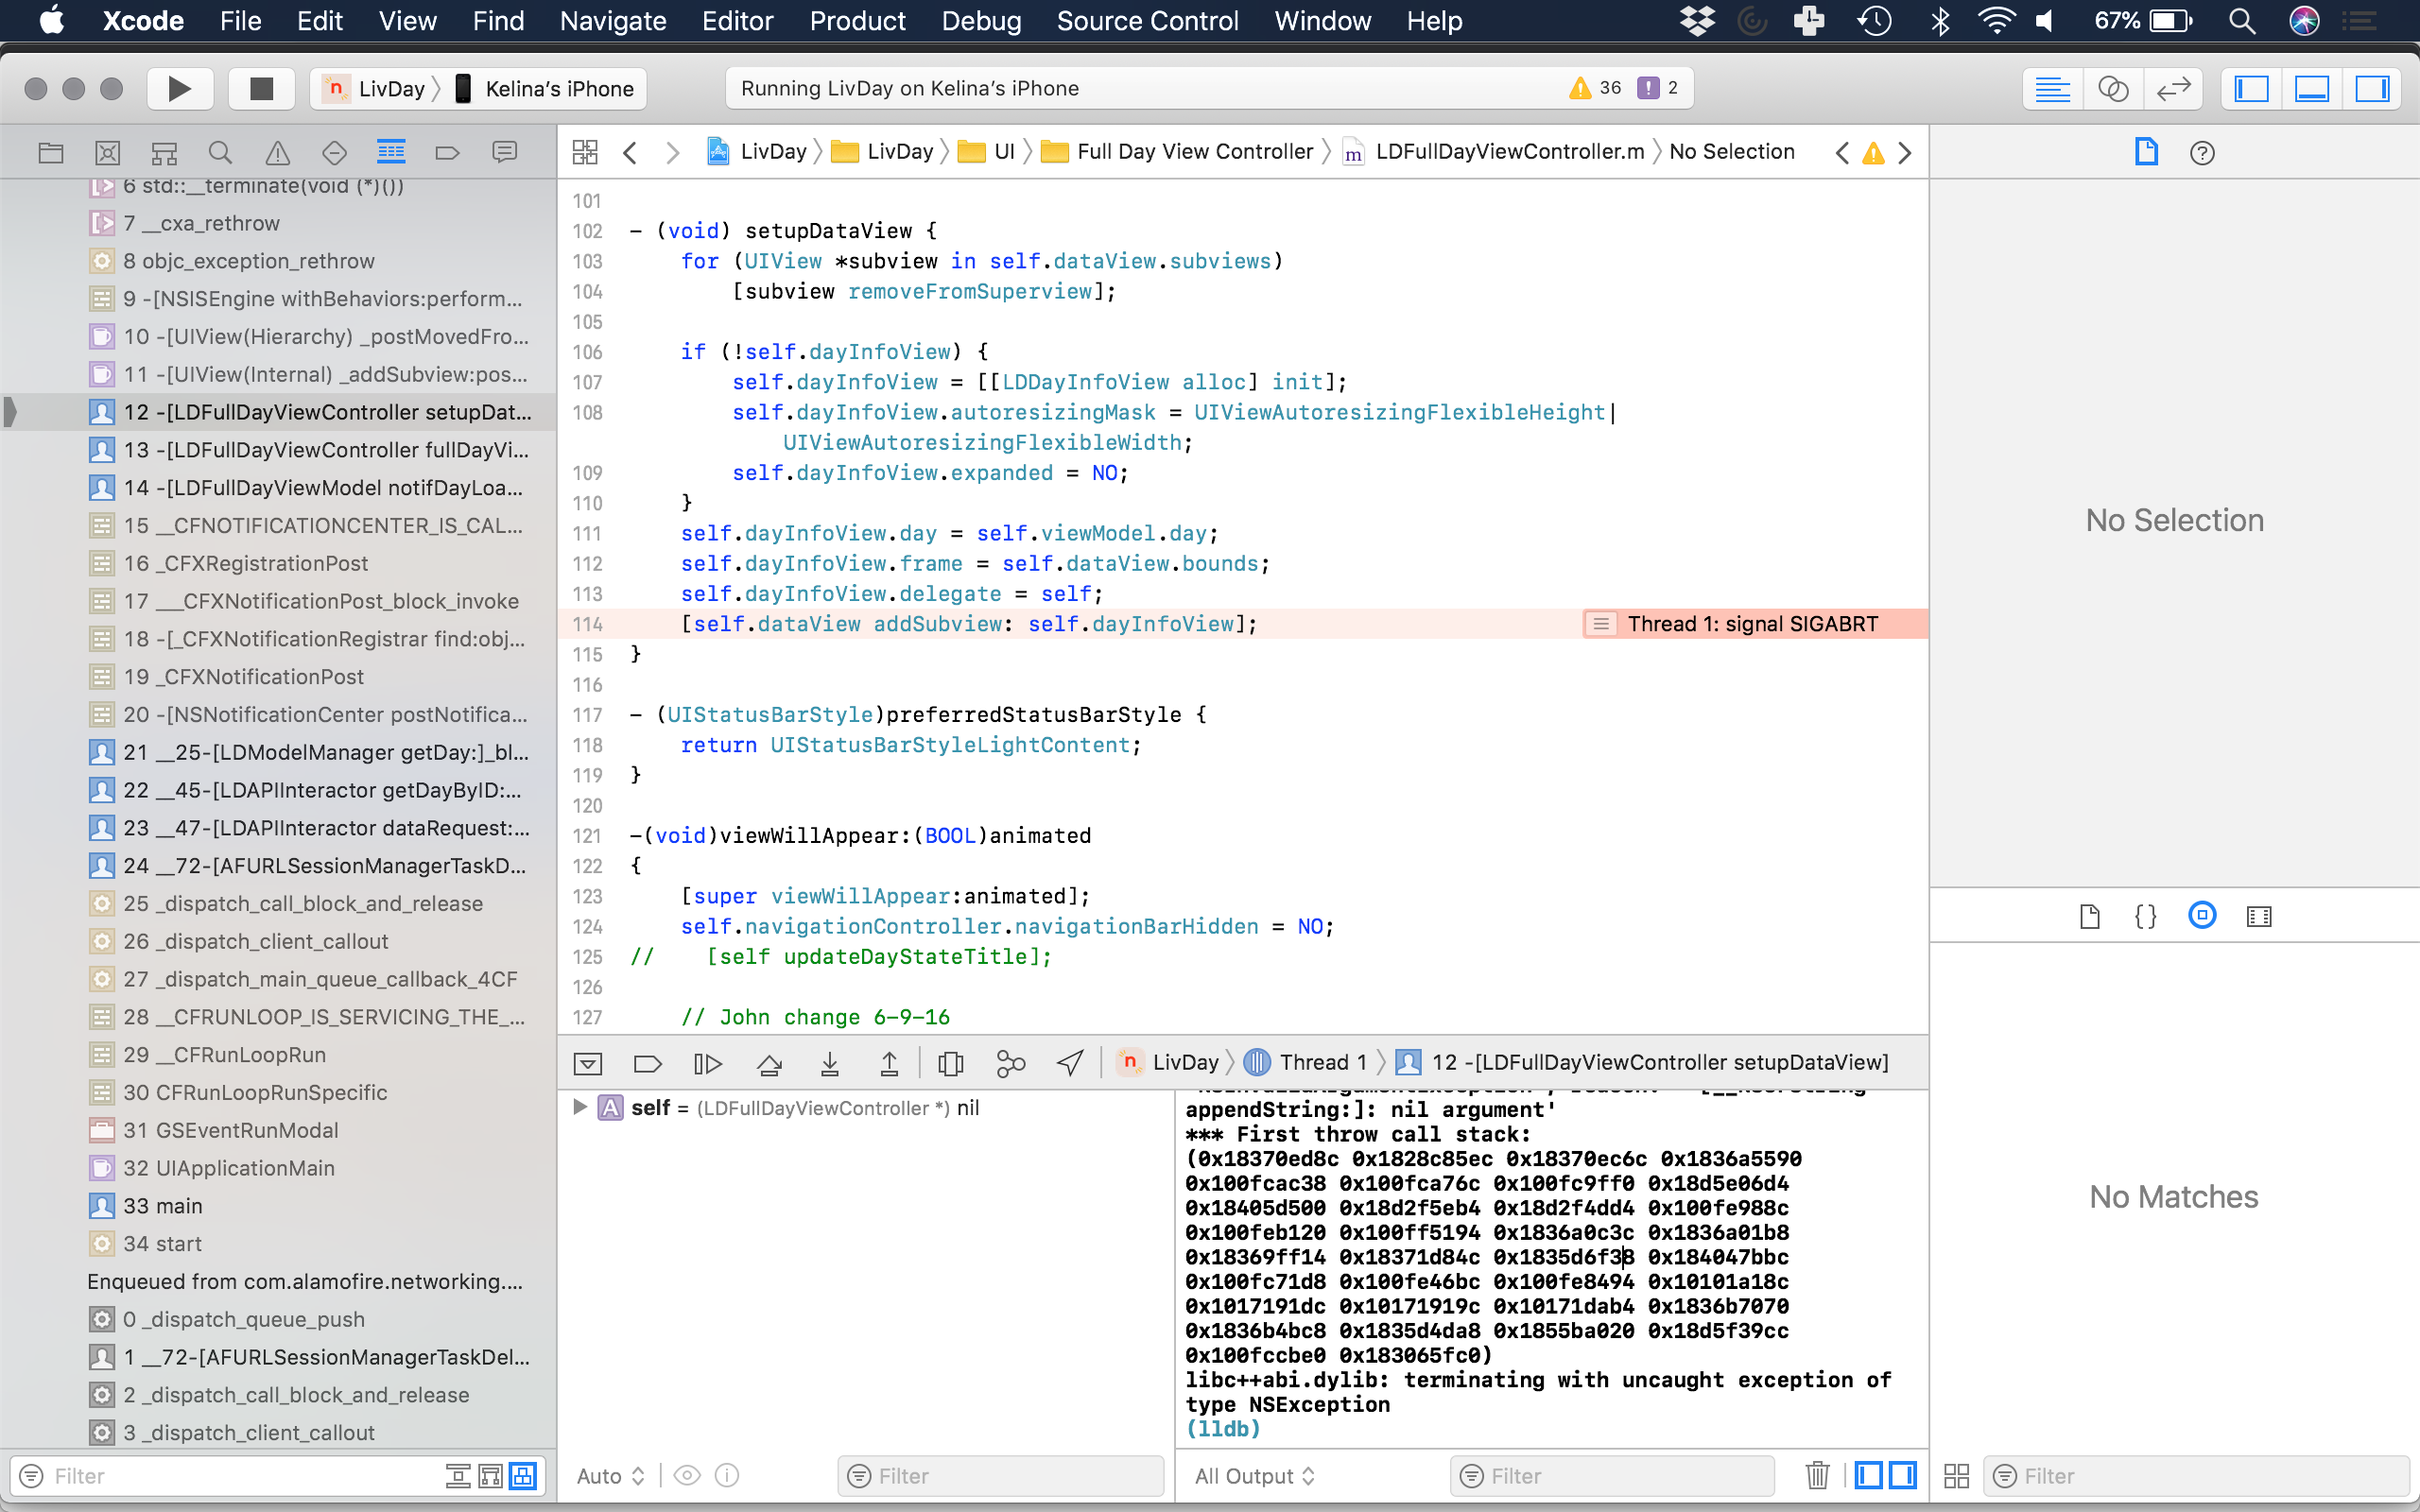 Xcode File Edit View Find Navigate Editor Product Debug Source Control Window Help 67%
LivDay Kelina’s iPhone Running LivDay on Kelina’s iPhone 36 2
LivDay LivDay UI Full Day View Controller LDFullDayViewController.m No Selection
6 std::__terminate(void (*)())
7 __cxa_rethrow
8 objc_exception_rethrow
9 -[NSISEngine withBehaviors:perform...
10 -[UIView(Hierarchy) _postMovedFro...
11 -[UIView(Internal) _addSubview:pos...
12 -[LDFullDayViewController setupDat...
13 -[LDFullDayViewController fullDayVi...
14 -[LDFullDayViewModel notifDayLoa...
15 __CFNOTIFICATIONCENTER_IS_CAL...
16 _CFXRegistrationPost
17 ___CFXNotificationPost_block_invoke
18 -[_CFXNotificationRegistrar find:obj...
19 _CFXNotificationPost
20 -[NSNotificationCenter postNotifica...
21 __25-[LDModelManager getDay:]_bl...
22 __45-[LDAPIInteractor getDayByID:...
23 __47-[LDAPIInteractor dataRequest:...
24 __72-[AFURLSessionManagerTaskD...
25 _dispatch_call_block_and_release
26 _dispatch_client_callout
27 _dispatch_main_queue_callback_4CF
28 __CFRUNLOOP_IS_SERVICING_THE_...
29 __CFRunLoopRun
30 CFRunLoopRunSpecific
31 GSEventRunModal
32 UIApplicationMain
33 main
34 start
Enqueued from com.alamofire.networking....
0 _dispatch_queue_push
1 __72-[AFURLSessionManagerTaskDel...
2 _dispatch_call_block_and_release
3 _dispatch_client_callout
Filter
101
102 - (void) setupDataView {
103 for (UIView *subview in self.dataView.subviews)
104 [subview removeFromSuperview];
105
106 if (!self.dayInfoView) {
107 self.dayInfoView = [[LDDayInfoView alloc] init];
108 self.dayInfoView.autoresizingMask = UIViewAutoresizingFlexibleHeight|
UIViewAutoresizingFlexibleWidth;
109 self.dayInfoView.expanded = NO;
110 }
111 self.dayInfoView.day = self.viewModel.day;
112 self.dayInfoView.frame = self.dataView.bounds;
113 self.dayInfoView.delegate = self;
114 [self.dataView addSubview: self.dayInfoView]; Thread 1: signal SIGABRT
115 }
116
117 - (UIStatusBarStyle)preferredStatusBarStyle {
118 return UIStatusBarStyleLightContent;
119 }
120
121 -(void)viewWillAppear:(BOOL)animated
122 {
123 [super viewWillAppear:animated];
124 self.navigationController.navigationBarHidden = NO;
125 // [self updateDayStateTitle];
126
127 // John change 6-9-16
LivDay Thread 1 12 -[LDFullDayViewController setupDataView]
self = (LDFullDayViewController *) nil
Auto Filter
appendString:]: nil argument'
*** First throw call stack:
(0x18370ed8c 0x1828c85ec 0x18370ec6c 0x1836a5590
0x100fcac38 0x100fca76c 0x100fc9ff0 0x18d5e06d4
0x18405d500 0x18d2f5eb4 0x18d2f4dd4 0x100fe988c
0x100feb120 0x100ff5194 0x1836a0c3c 0x1836a01b8
0x18369ff14 0x18371d84c 0x1835d6f38 0x184047bbc
0x100fc71d8 0x100fe46bc 0x100fe8494 0x10101a18c
0x1017191dc 0x10171919c 0x10171dab4 0x1836b7070
0x1836b4bc8 0x1835d4da8 0x1855ba020 0x18d5f39cc
0x100fccbe0 0x183065fc0)
libc++abi.dylib: terminating with uncaught exception of
type NSException
(lldb)
All Output Filter
No Selection
No Matches
Filter